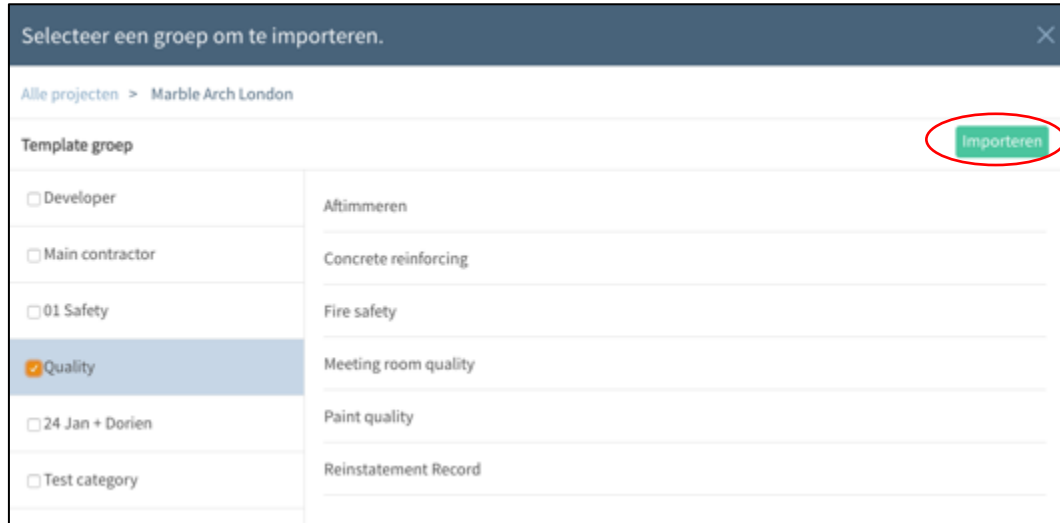 Selecteer een groep om te importeren.
Alle projecten > Marble Arch London
Template groep
Importeren
Developer
Main contractor
01 Safety
Quality
24 Jan + Dorien
Test category
Aftimmeren
Concrete reinforcing
Fire safety
Meeting room quality
Paint quality
Reinstatement Record